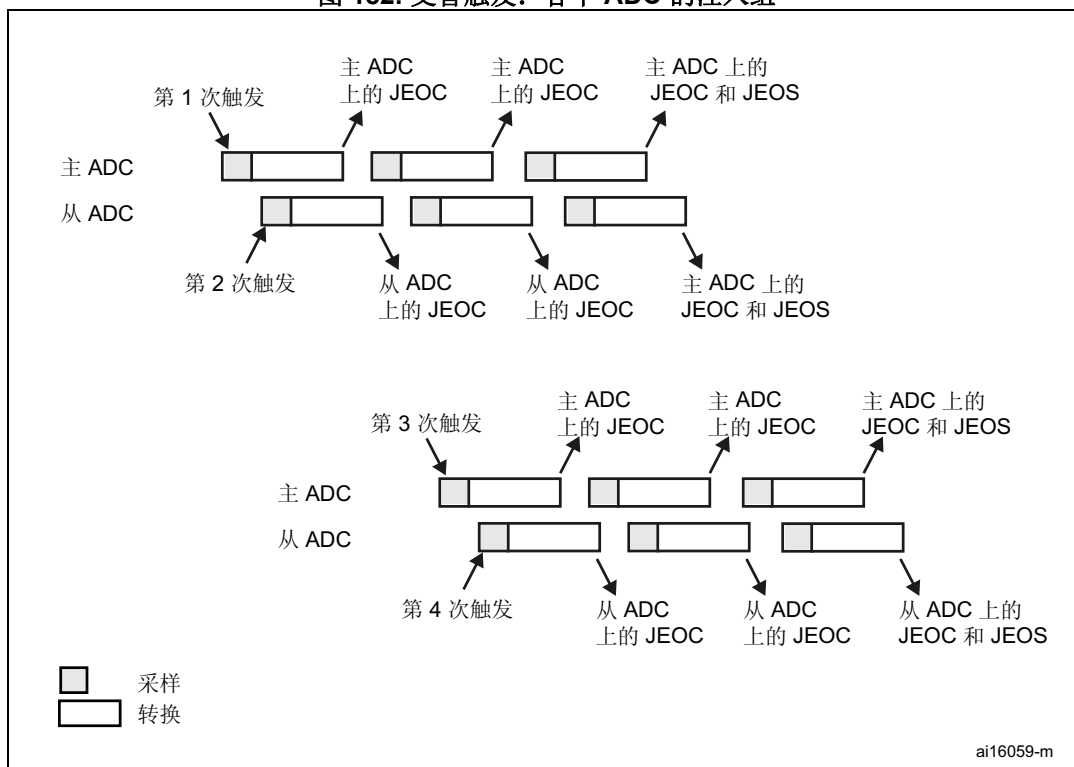 主 ADC
上的 JEOC
主 ADC
上的 JEOC
主 ADC 上的
JEOC 和 JEOS
第 1 次触发
主 ADC
从 ADC
第 2 次触发
从 ADC
上的 JEOC
从 ADC
上的 JEOC
主 ADC 上的
JEOC 和 JEOS
主 ADC
上的 JEOC
主 ADC
上的 JEOC
主 ADC 上的
JEOC 和 JEOS
第 3 次触发
主 ADC
从 ADC
第 4 次触发
从 ADC
上的 JEOC
从 ADC
上的 JEOC
从 ADC 上的
JEOC 和 JEOS
采样
转换
ai16059-m